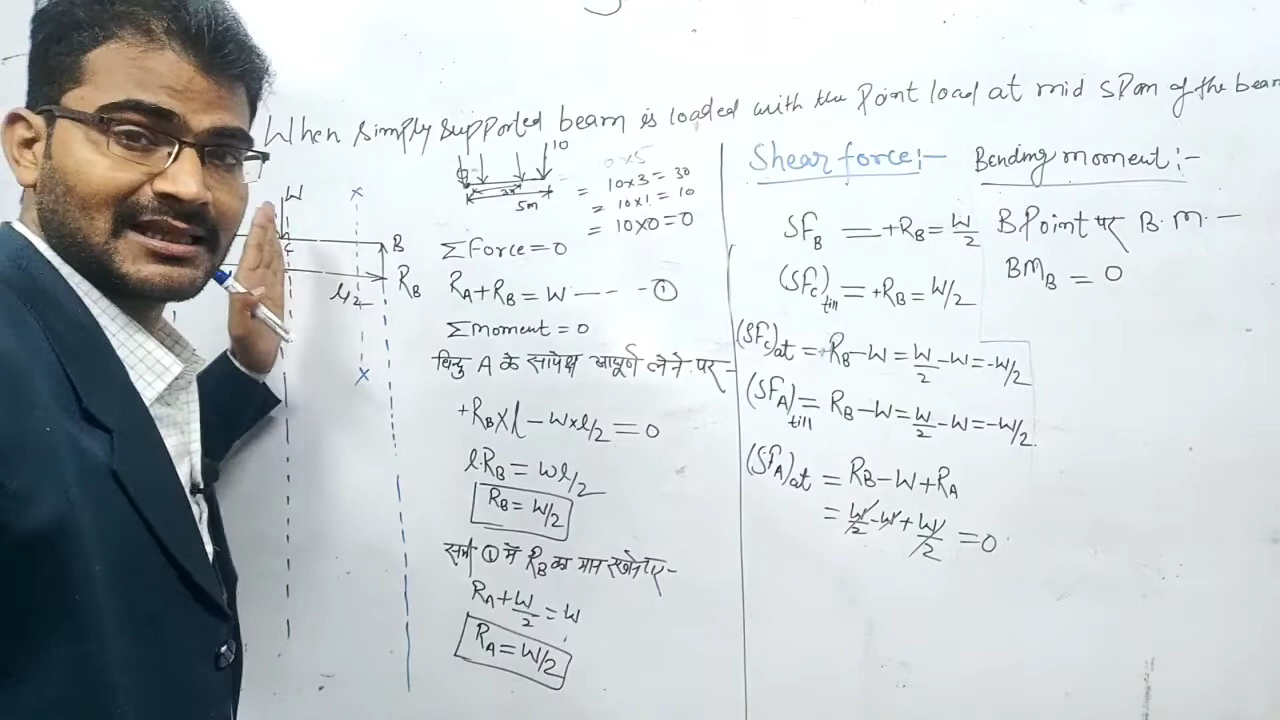 When simply supported beam is loaded with the Point load at mid span of the beam
W
x
C
B
R_B
l/2
x
10
3m
5m
0×5
= 10×3 = 30
= 10×1 = 10
= 10×0 = 0
ΣForce = 0
R_A + R_B = W --- - ①
Σmoment = 0
बिन्दु A के सापेक्ष आघूर्ण लेने पर -
+R_B × l - W × l/2 = 0
l.R_B = Wl/2
R_B = W/2
समी ① में R_B का मान रखने पर -
R_A + W/2 = W
R_A = W/2
Shear force :-
SF_B = +R_B = W/2
(SF_C)till = +R_B = W/2
(SF_C)at = +R_B - W = W/2 - W = -W/2
(SF_A)till = R_B - W = W/2 - W = -W/2
(SF_A)at = R_B - W + R_A
= W/2 - W + W/2 = 0
Bending moment :-
B Point पर B.M. -
BM_B = 0